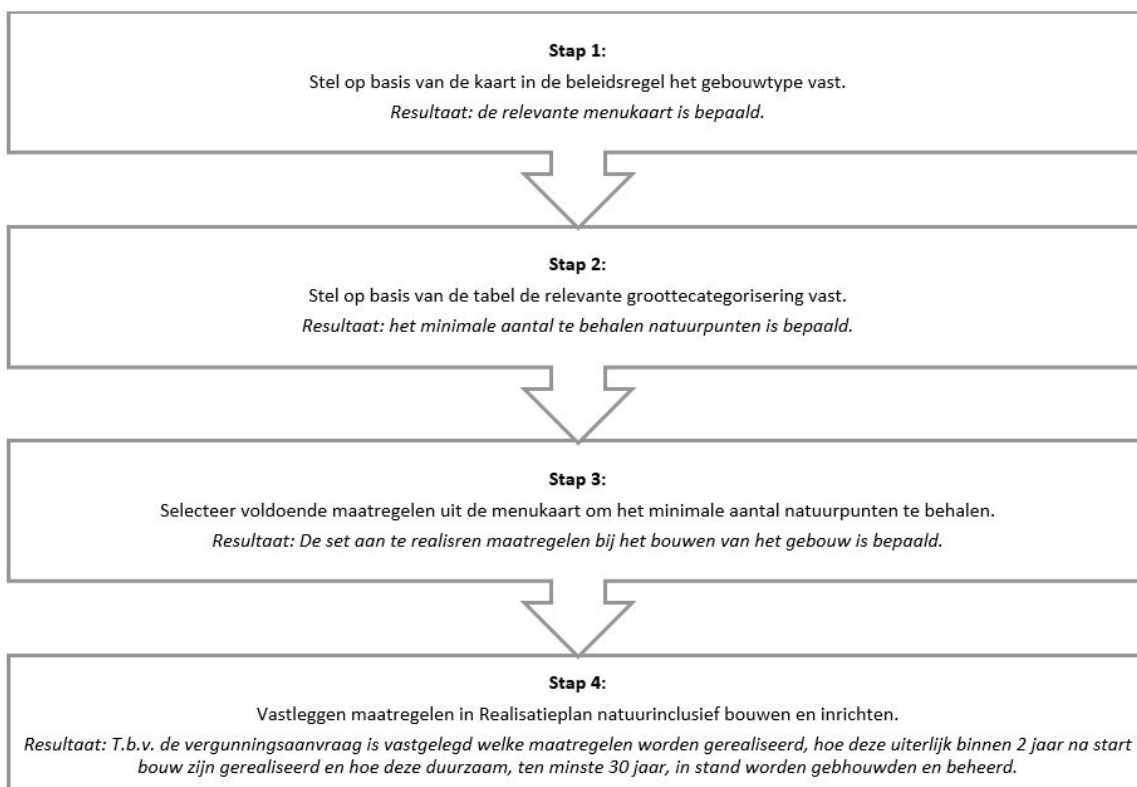 Stap 1:
Stel op basis van de kaart in de beleidsregel het gebouwtype vast.
Resultaat: de relevante menukaart is bepaald.
Stap 2:
Stel op basis van de tabel de relevante groottecategorisering vast.
Resultaat: het minimale aantal te behalen natuurpunten is bepaald.
Stap 3:
Selecteer voldoende maatregelen uit de menukaart om het minimale aantal natuurpunten te behalen.
Resultaat: De set aan te realisren maatregelen bij het bouwen van het gebouw is bepaald.
Stap 4:
Vastleggen maatregelen in Realisatieplan natuurinclusief bouwen en inrichten.
Resultaat: T.b.v. de vergunningsaanvraag is vastgelegd welke maatregelen worden gerealiseerd, hoe deze uiterlijk binnen 2 jaar na start
bouw zijn gerealiseerd en hoe deze duurzaam, ten minste 30 jaar, in stand worden gebhouwden en beheerd.